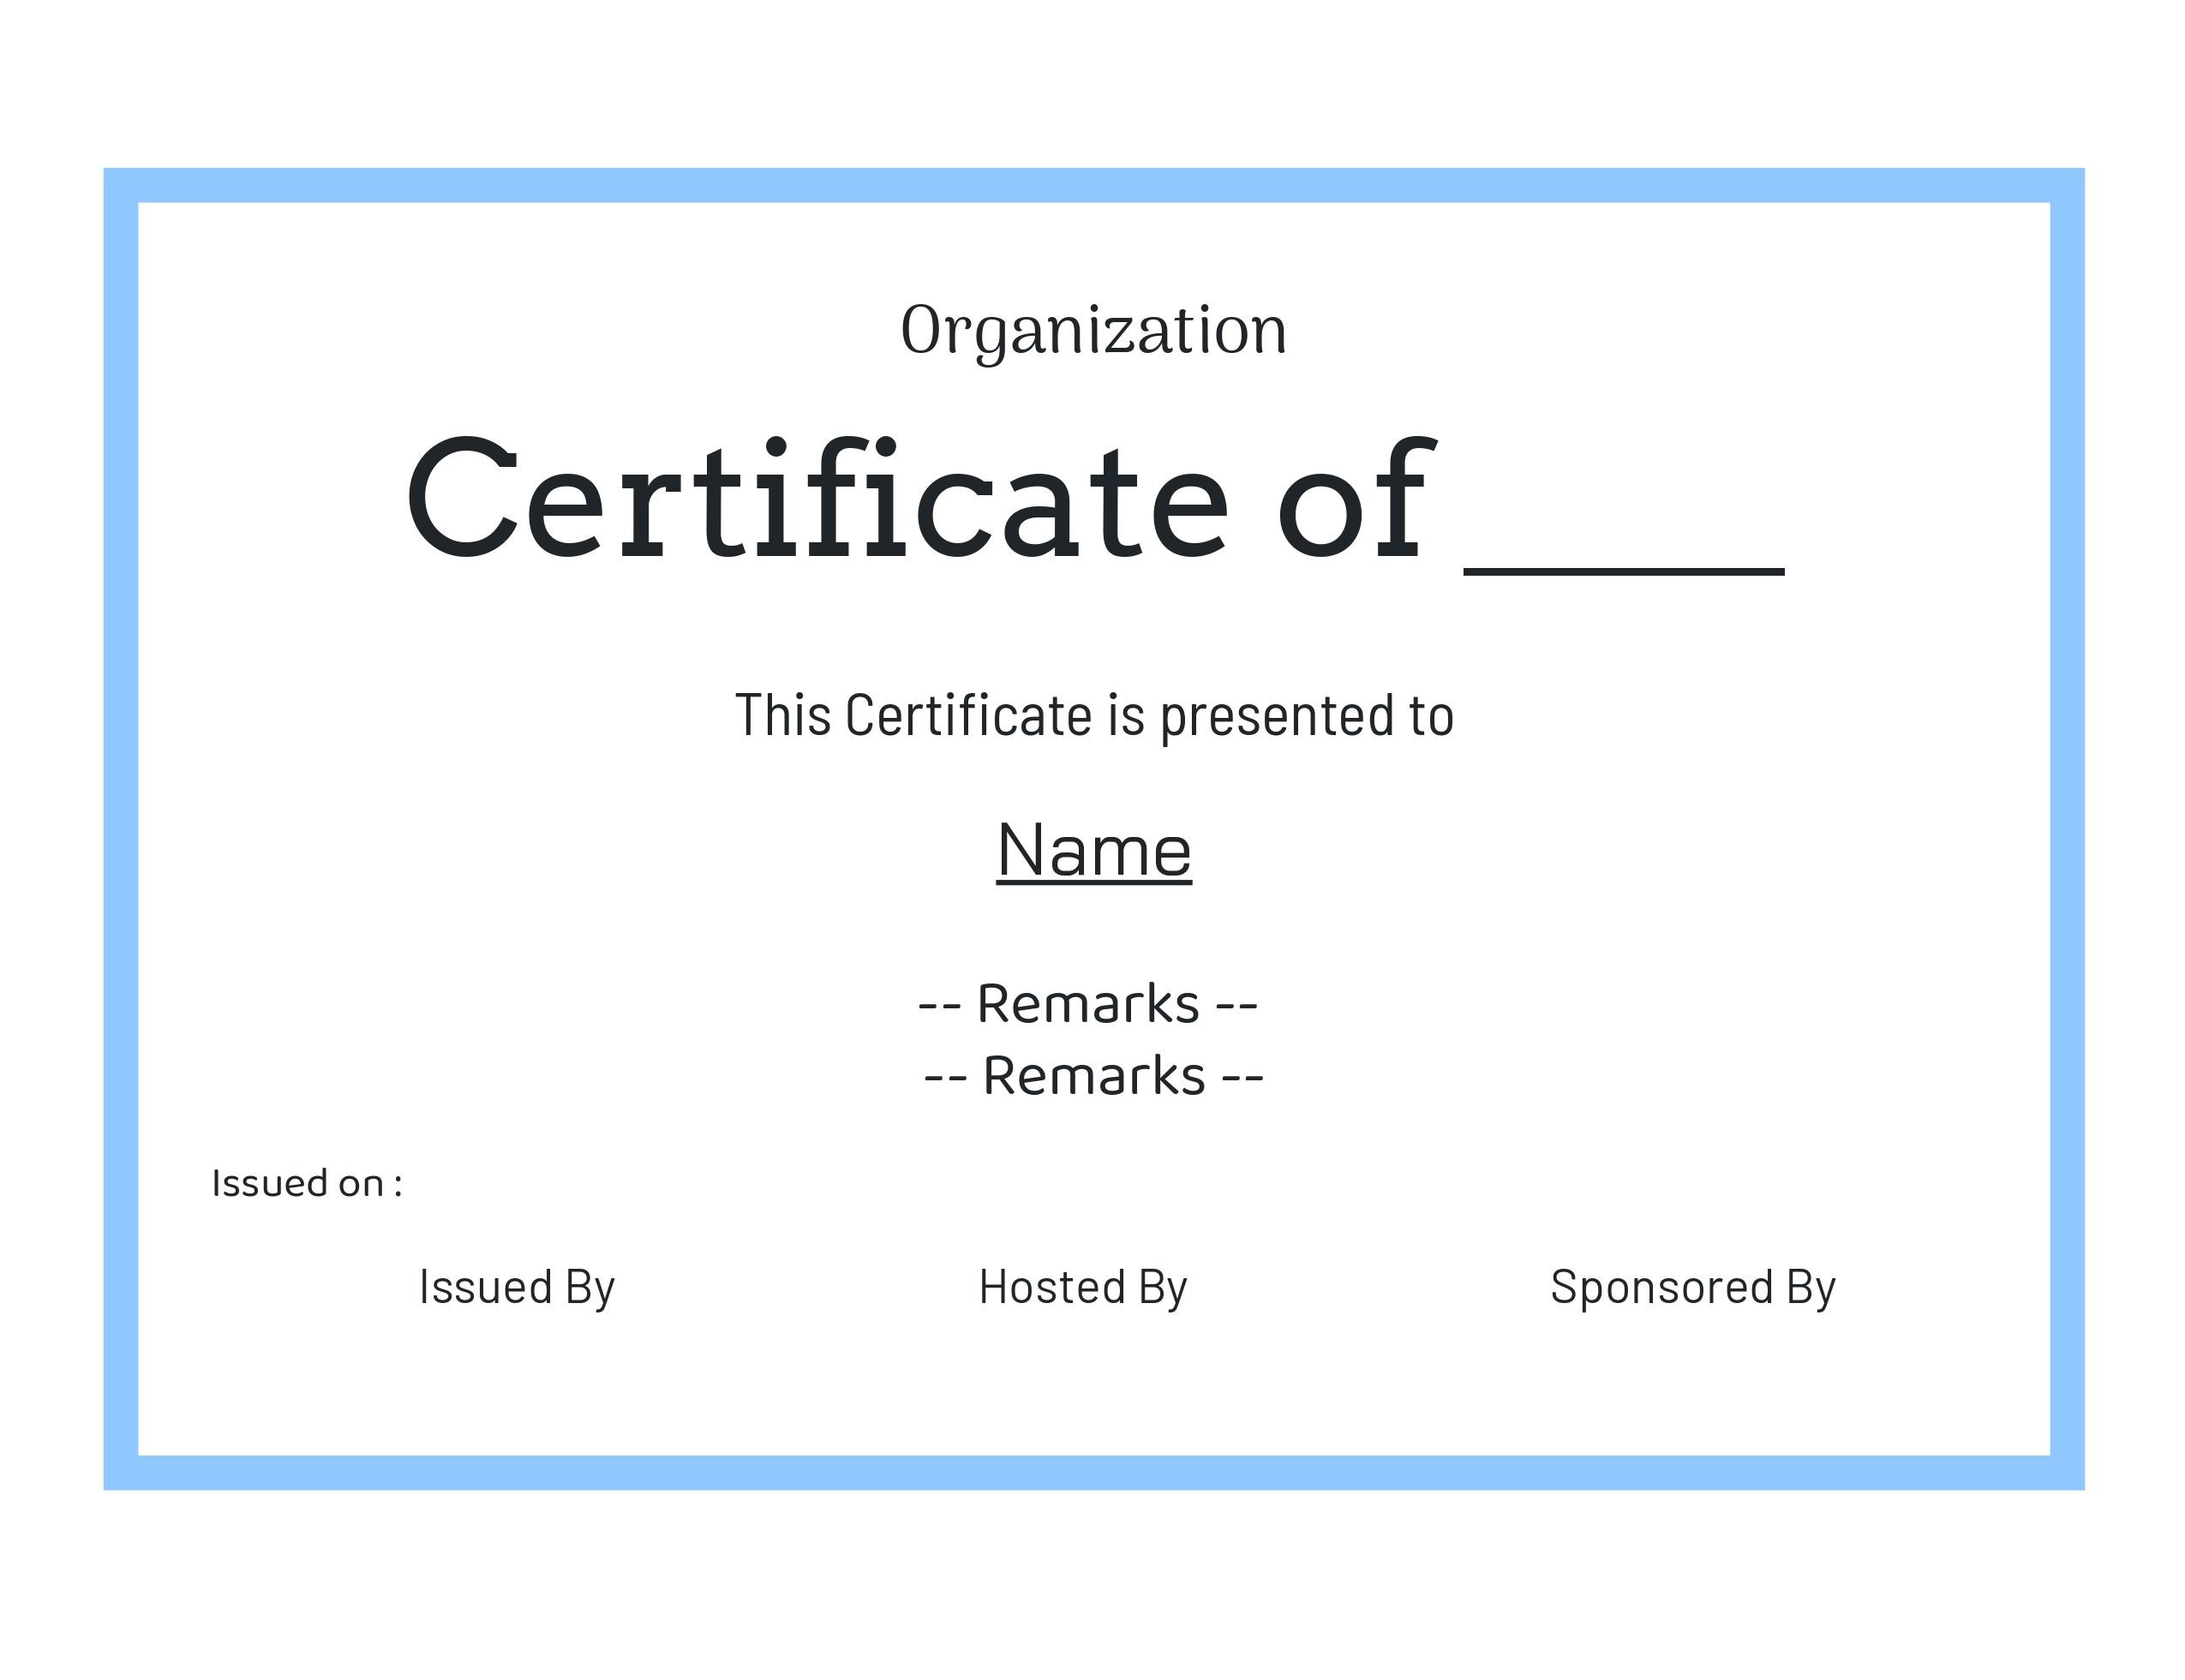 Organization
Certificate of ____
This Certificate is presented to
Name
-- Remarks --
-- Remarks --
Issued on :
Issued By Hosted By Sponsored By